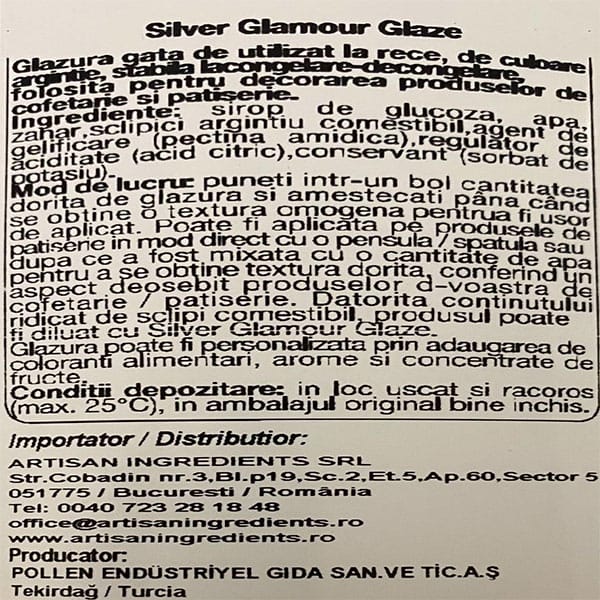 Silver Glamour Glaze
Glazura gata de utilizat la rece, de culoare
argintie, stabila lacongelare-decongelare,
folosita pentru decorarea produselor de
cofetarie si patiserie.
Ingrediente: sirop de glucoza, apa,
zahar,sclipici argintiu comestibil,agent de
gelificare (pectina amidica),regulator de
aciditate (acid citric),conservant (sorbat de
potasiu).
Mod de lucru: puneti intr-un bol cantitatea
dorita de glazura si amestecati pâna când
se obtine o textura omogena pentrua fi usor
de aplicat. Poate fi aplicata pe produsele de
patiserie in mod direct cu o pensula / spatula sau
dupa ce a fost mixata cu o cantitate de apa
pentru a se obtine textura dorita, conferind un
aspect deosebit produselor d-voastra de
cofetarie / patiserie. Datorita continutului
ridicat de sclipi comestibil, produsul poate
fi diluat cu Silver Glamour Glaze.
Glazura poate fi personalizata prin adaugarea de
coloranti alimentari, arome si concentrate de
fructe.
Conditii depozitare: in loc uscat si racoros
(max. 25°C), in ambalajul original bine inchis.
Importator / Distributior:
ARTISAN INGREDIENTS SRL
Str.Cobadin nr.3,Bl.p19,Sc.2,Et.5,Ap.60,Sector 5
051775 / Bucuresti / România
Tel: 0040 723 28 18 48
office@artisaningredients.ro
www.artisaningredients.ro
Producator:
POLLEN ENDÜSTRİYEL GIDA SAN.VE TİC.A.Ş
Tekirdağ / Turcia